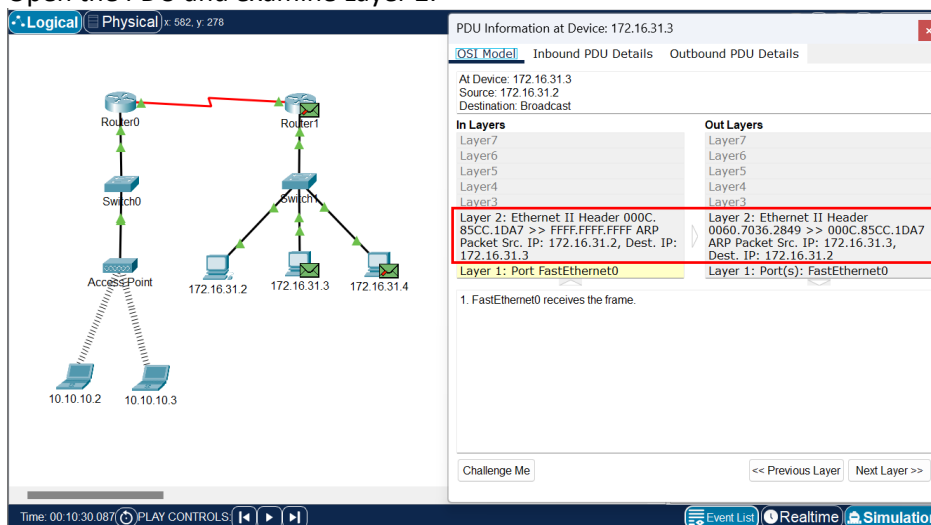 Open the PDU and examine Layer 2.
Logical Physical x: 582, y: 278
PDU Information at Device: 172.16.31.3
x
OSI Model Inbound PDU Details Outbound PDU Details
At Device: 172.16.31.3
Source: 172.16.31.2
Destination: Broadcast
In Layers Out Layers
Layer7 Layer7
Layer6 Layer6
Layer5 Layer5
Layer4 Layer4
Layer3 Layer3
Layer 2: Ethernet II Header 000C.
85CC.1DA7 >> FFFF.FFFF.FFFF ARP
Packet Src. IP: 172.16.31.2, Dest. IP:
172.16.31.3
Layer 2: Ethernet II Header
0060.7036.2849 >> 000C.85CC.1DA7
ARP Packet Src. IP: 172.16.31.3,
Dest. IP: 172.16.31.2
Layer 1: Port FastEthernet0 Layer 1: Port(s): FastEthernet0
1. FastEthernet0 receives the frame.
Challenge Me << Previous Layer Next Layer >>
Router0
Router1
Switch0
Switch1
Access Point
172.16.31.2
172.16.31.3
172.16.31.4
10.10.10.2
10.10.10.3
Time: 00:10:30.087 PLAY CONTROLS: Event List Realtime Simulation